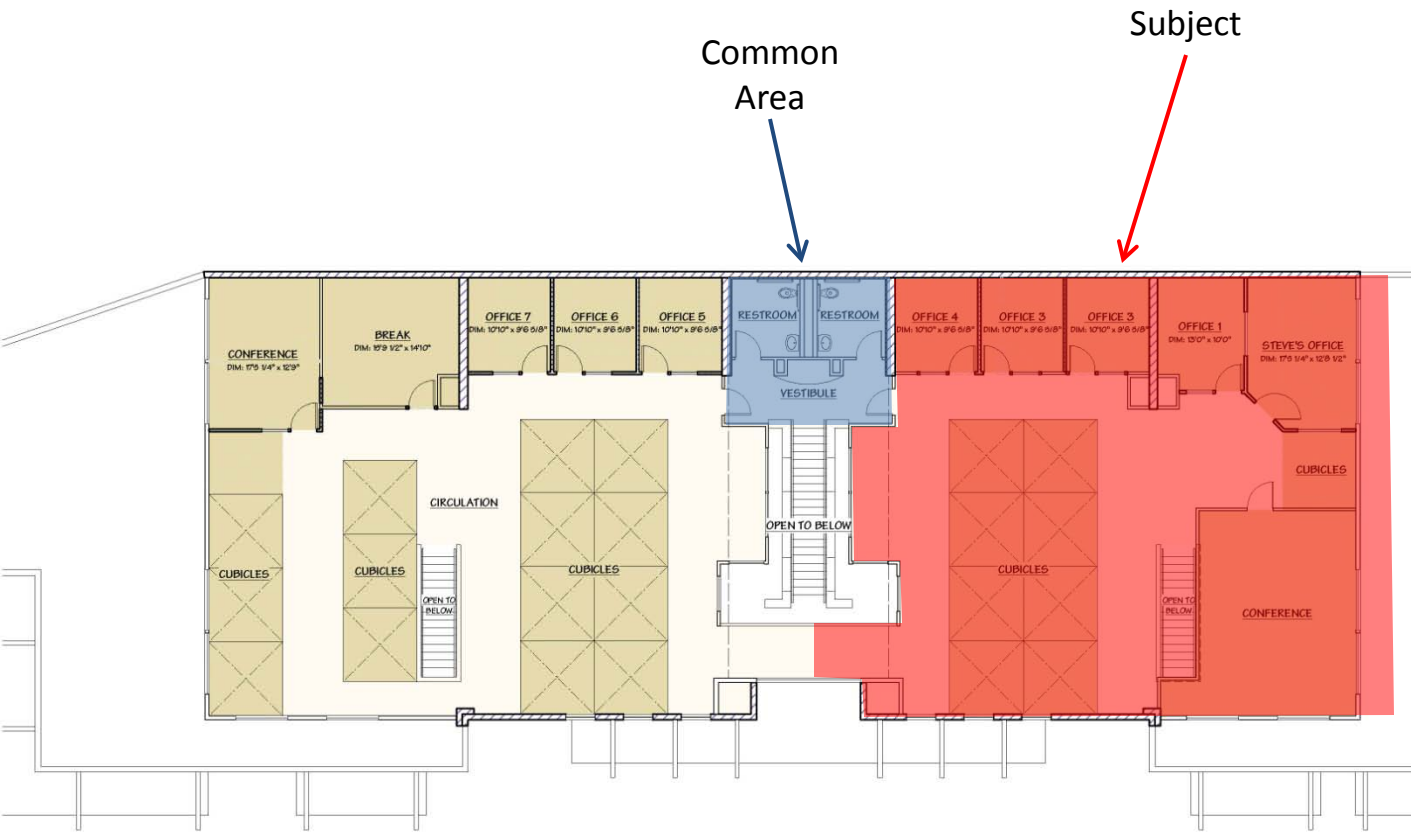 Subject
Common
Area
OFFICE 7
DIM: 10'10" x 9'6 5/8"
OFFICE 6
DIM: 10'10" x 9'6 5/8"
OFFICE 5
DIM: 10'10" x 9'6 5/8"
RESTROOM
RESTROOM
OFFICE 4
DIM: 10'10" x 9'6 5/8"
OFFICE 3
DIM: 10'10" x 9'6 5/8"
OFFICE 3
DIM: 10'10" x 9'6 5/8"
OFFICE 1
DIM: 13'0" x 10'0"
STEVE'S OFFICE
DIM: 17'5 1/4" x 12'8 1/2"
CONFERENCE
DIM: 17'5 1/4" x 12'9"
BREAK
DIM: 15'9 1/2" x 14'10"
VESTIBULE
CUBICLES
CIRCULATION
OPEN TO BELOW
CUBICLES
CUBICLES
CUBICLES
CUBICLES
OPEN TO
BELOW
OPEN TO
BELOW
CONFERENCE